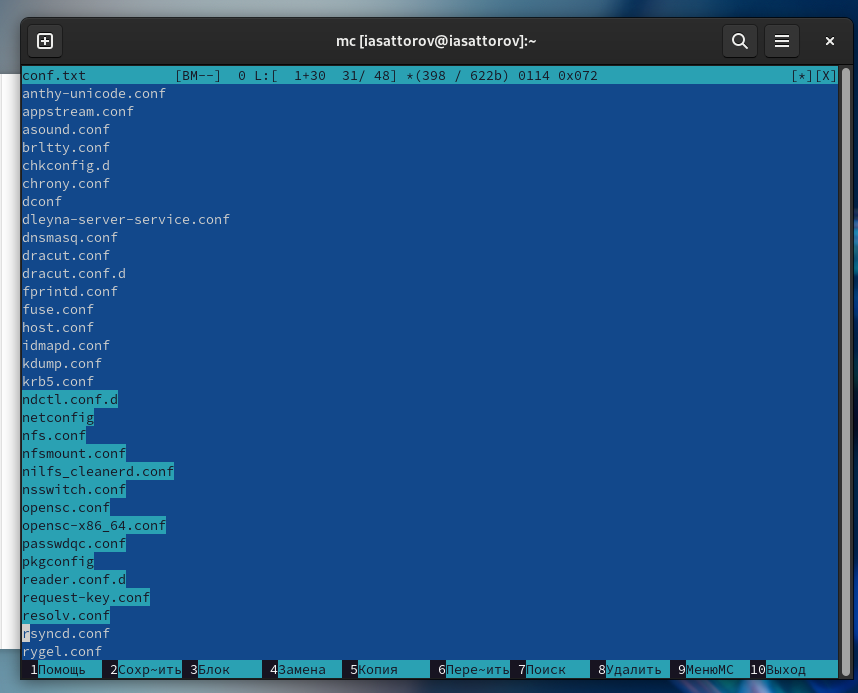 mc [iasattorov@iasattorov]:~
conf.txt [BM--] 0 L:[ 1+30 31/ 48] *(398 / 622b) 0114 0x072 [*][X]
anthy-unicode.conf
appstream.conf
asound.conf
brltty.conf
chkconfig.d
chrony.conf
dconf
dleyna-server-service.conf
dnsmasq.conf
dracut.conf
dracut.conf.d
fprintd.conf
fuse.conf
host.conf
idmapd.conf
kdump.conf
krb5.conf
ndctl.conf.d
netconfig
nfs.conf
nfsmount.conf
nilfs_cleanerd.conf
nsswitch.conf
opensc.conf
opensc-x86_64.conf
passwdqc.conf
pkgconfig
reader.conf.d
request-key.conf
resolv.conf
rsyncd.conf
rygel.conf
1Помощь 2Сохр~ить 3Блок 4Замена 5Копия 6Пере~ить 7Поиск 8Удалить 9МенюMC 10Выход